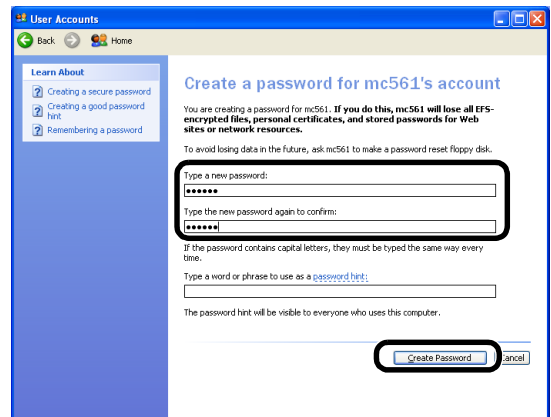 User Accounts
Back Home
Learn About
Creating a secure password
Creating a good password
hint
Remembering a password
Create a password for mc561's account
You are creating a password for mc561. If you do this, mc561 will lose all EFS-
encrypted files, personal certificates, and stored passwords for Web
sites or network resources.
To avoid losing data in the future, ask mc561 to make a password reset floppy disk.
Type a new password:
●●●●●●
Type the new password again to confirm:
●●●●●●
If the password contains capital letters, they must be typed the same way every
time.
Type a word or phrase to use as a password hint:
The password hint will be visible to everyone who uses this computer.
Create Password Cancel